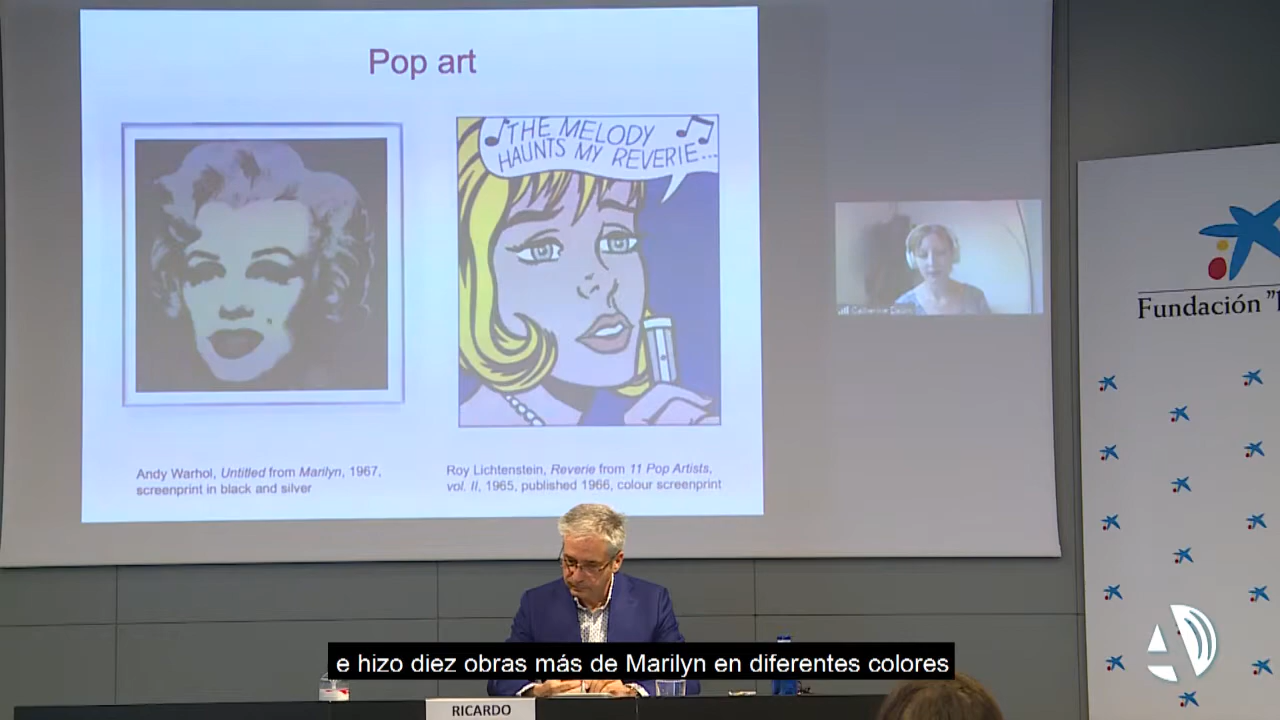 Pop art
THE MELODY
HAUNTS MY REVERIE...
Andy Warhol, Untitled from Marilyn, 1967,
screenprint in black and silver
Roy Lichtenstein, Reverie from 11 Pop Artists,
vol. II, 1965, published 1966, colour screenprint
Fundación "
e hizo diez obras más de Marilyn en diferentes colores
RICARDO